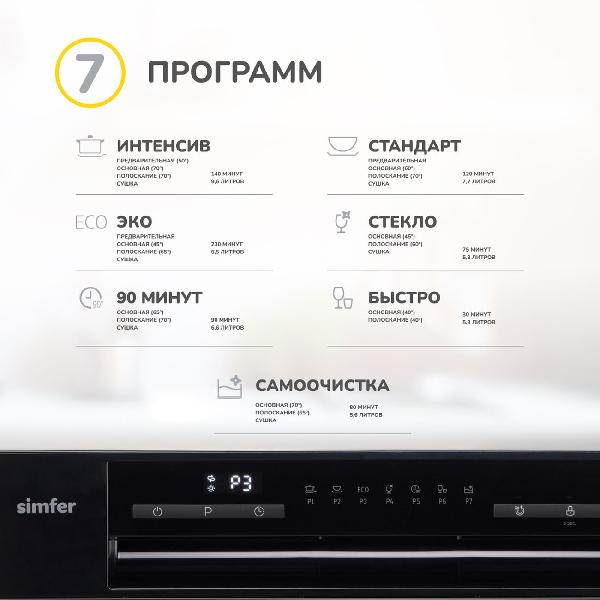 7 ПРОГРАММ
ИНТЕНСИВ
ПРЕДВАРИТЕЛЬНАЯ (50°)
ОСНОВНАЯ (70°)
ПОЛОСКАНИЕ (70°)
СУШКА
140 МИНУТ
9,6 ЛИТРОВ
СТАНДАРТ
ПРЕДВАРИТЕЛЬНАЯ
ОСНОВНАЯ (60°)
ПОЛОСКАНИЕ (70°)
СУШКА
120 МИНУТ
7,7 ЛИТРОВ
ECO ЭКО
ПРЕДВАРИТЕЛЬНАЯ
ОСНОВНАЯ (45°)
ПОЛОСКАНИЕ (65°)
СУШКА
230 МИНУТ
6,5 ЛИТРОВ
СТЕКЛО
ОСНОВНАЯ (45°)
ПОЛОСКАНИЕ (60°)
СУШКА
75 МИНУТ
5,3 ЛИТРОВ
90' 90 МИНУТ
ОСНОВНАЯ (65°)
ПОЛОСКАНИЕ (70°)
СУШКА
90 МИНУТ
6,6 ЛИТРОВ
БЫСТРО
ОСНОВНАЯ (40°)
ПОЛОСКАНИЕ (40°)
30 МИНУТ
5,3 ЛИТРОВ
САМООЧИСТКА
ОСНОВНАЯ (70°)
ПОЛОСКАНИЕ (65°)
СУШКА
80 МИНУТ
5,6 ЛИТРОВ
P3
ECO
P1 P2 P3 P4 P5 P6 P7
simfer
P